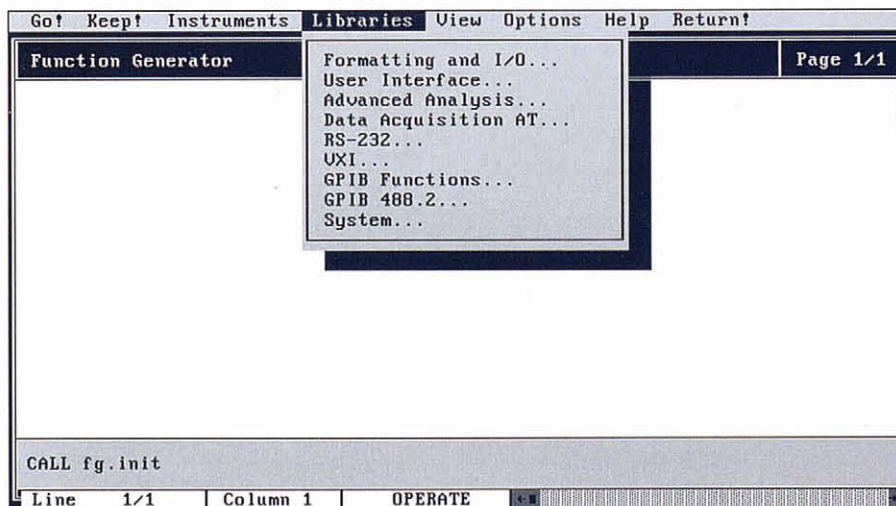 Go! Keep! Instruments Libraries View Options Help Return!
Function Generator Page 1/1
Formatting and I/O...
User Interface...
Advanced Analysis...
Data Acquisition AT...
RS-232...
VXI...
GPIB Functions...
GPIB 488.2...
System...
CALL fg.init
Line 1/1 Column 1 OPERATE